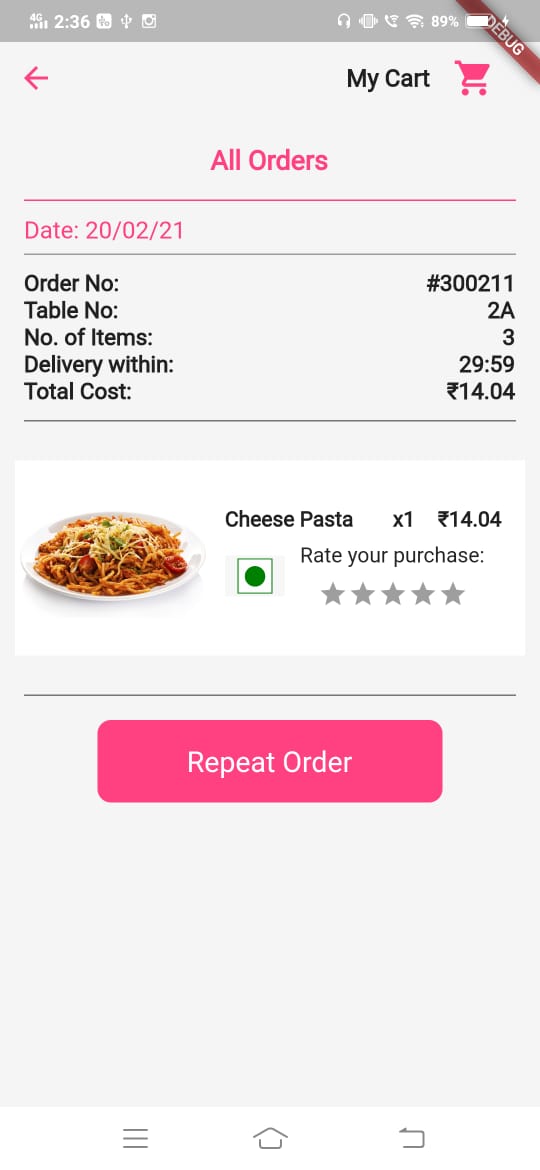 4G 2:36 89%
DEBUG
My Cart
All Orders
Date: 20/02/21
Order No: #300211
Table No: 2A
No. of Items: 3
Delivery within: 29:59
Total Cost: ₹14.04
Cheese Pasta x1 ₹14.04
Rate your purchase:
Repeat Order